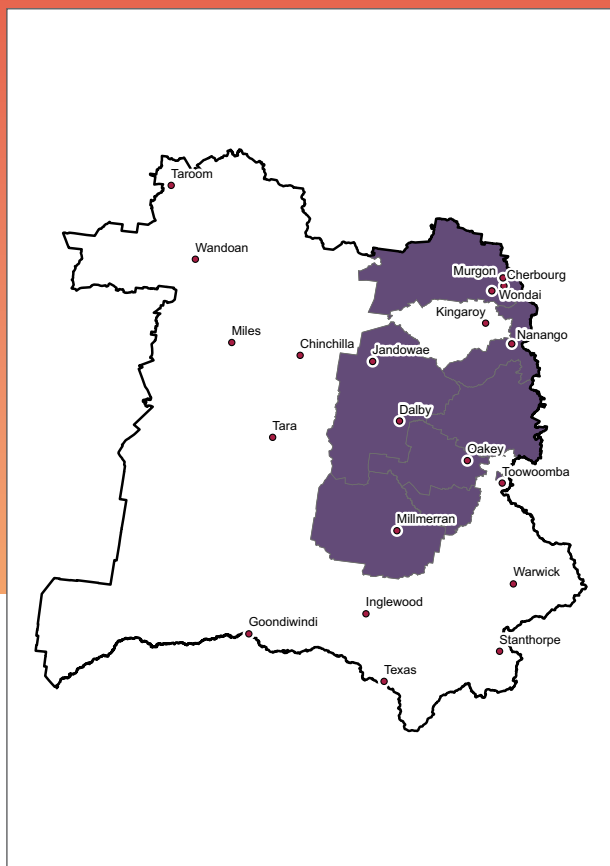 Taroom
Wandoan
Murgon
Cherbourg
Wondai
Kingaroy
Miles
Nanango
Chinchilla
Jandowae
Dalby
Tara
Oakey
Toowoomba
Millmerran
Warwick
Inglewood
Goondiwindi
Stanthorpe
Texas